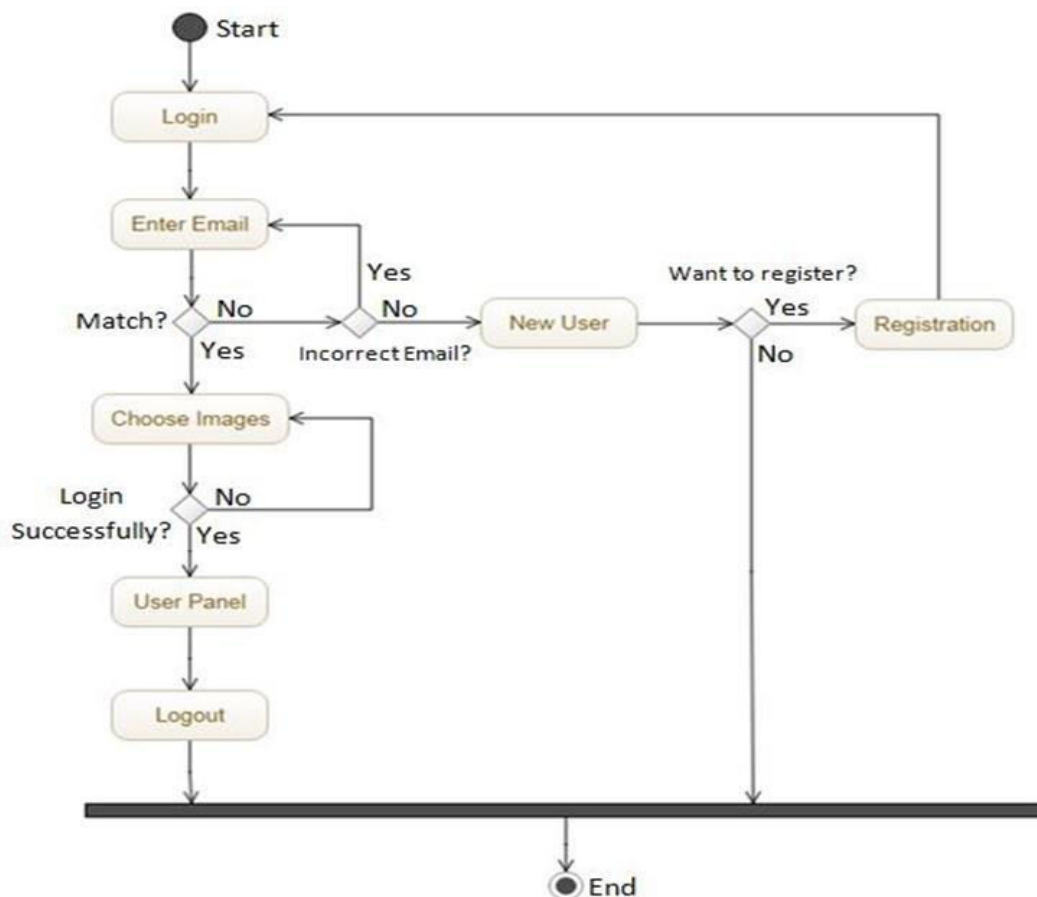 Start
Login
Enter Email
Yes
Want to register?
Match?
No
No
New User
Yes
Registration
Yes
Incorrect Email?
No
Choose Images
Login
Successfully?
No
Yes
User Panel
Logout
End